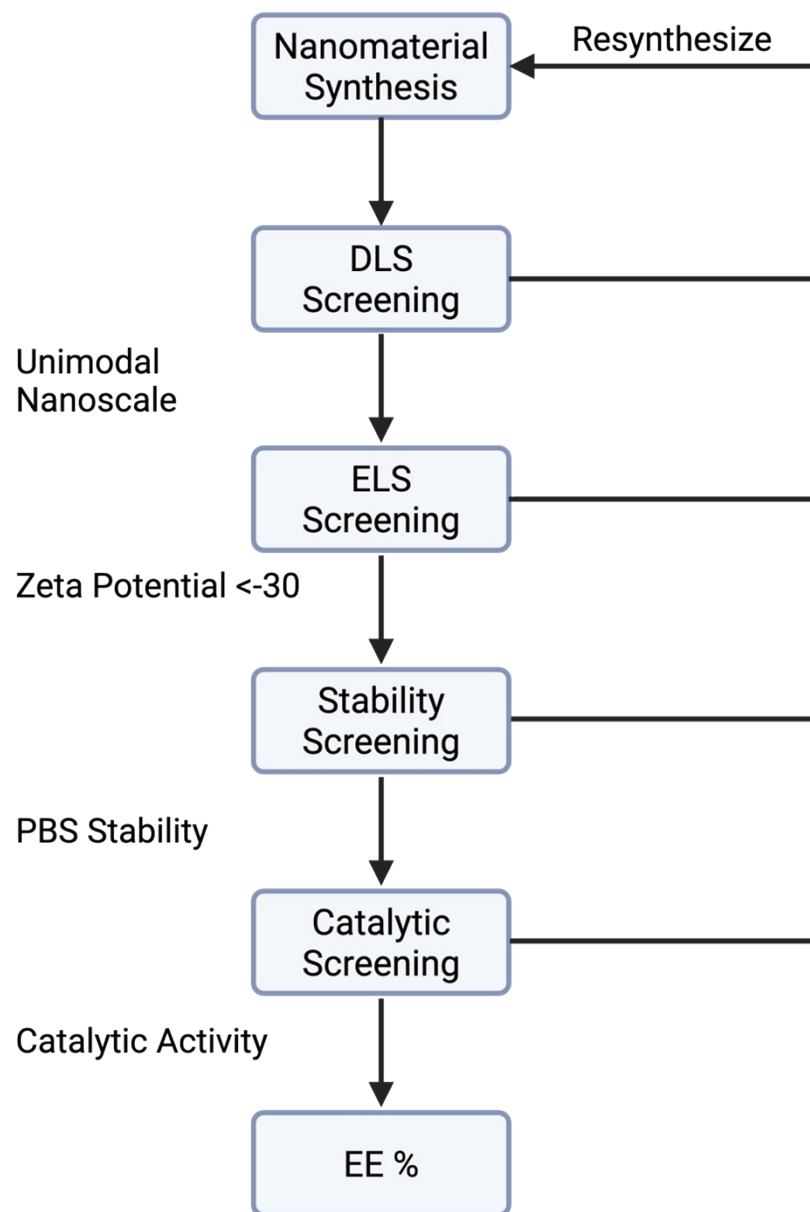 Nanomaterial
Synthesis
Resynthesize
DLS
Screening
Unimodal
Nanoscale
ELS
Screening
Zeta Potential <-30
Stability
Screening
PBS Stability
Catalytic
Screening
Catalytic Activity
EE %